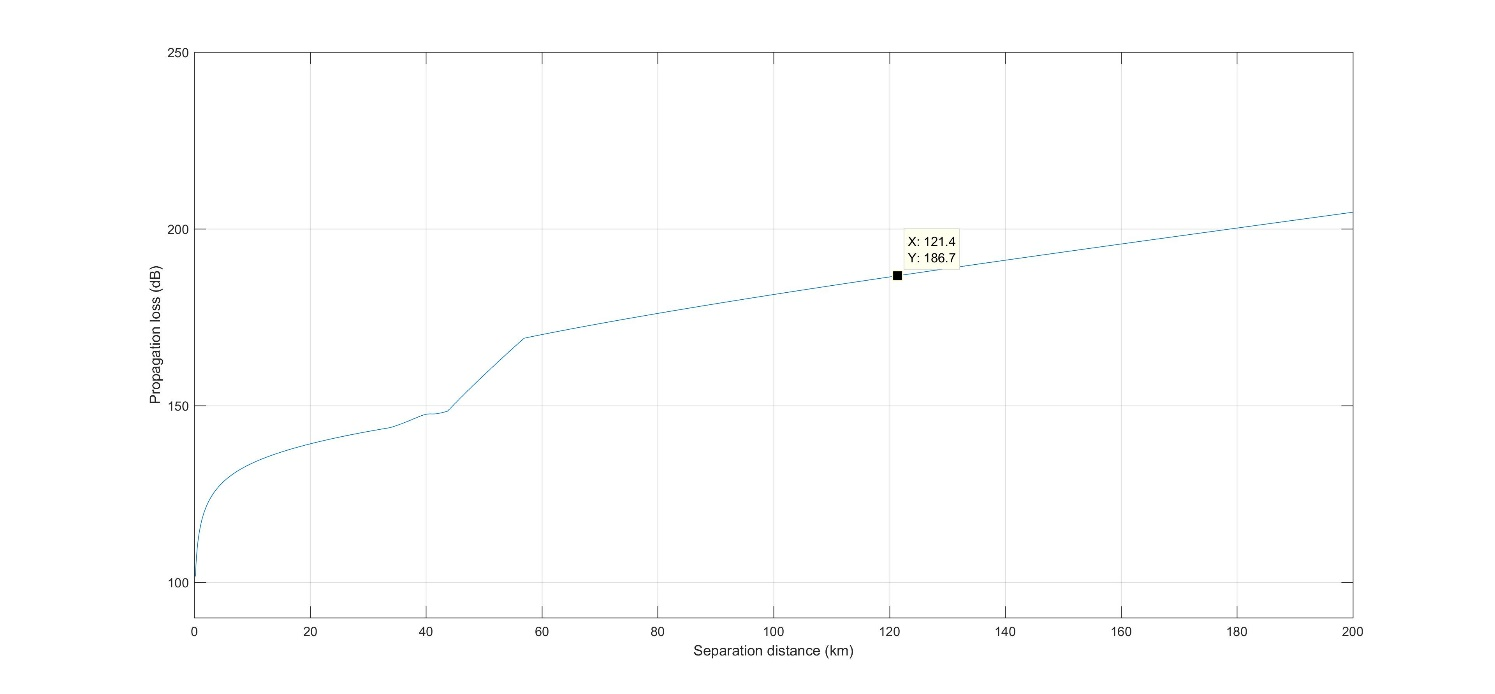 250
200
150
100
Propagation loss (dB)
X: 121.4
Y: 186.7
0 20 40 60 80 100 120 140 160 180 200
Separation distance (km)